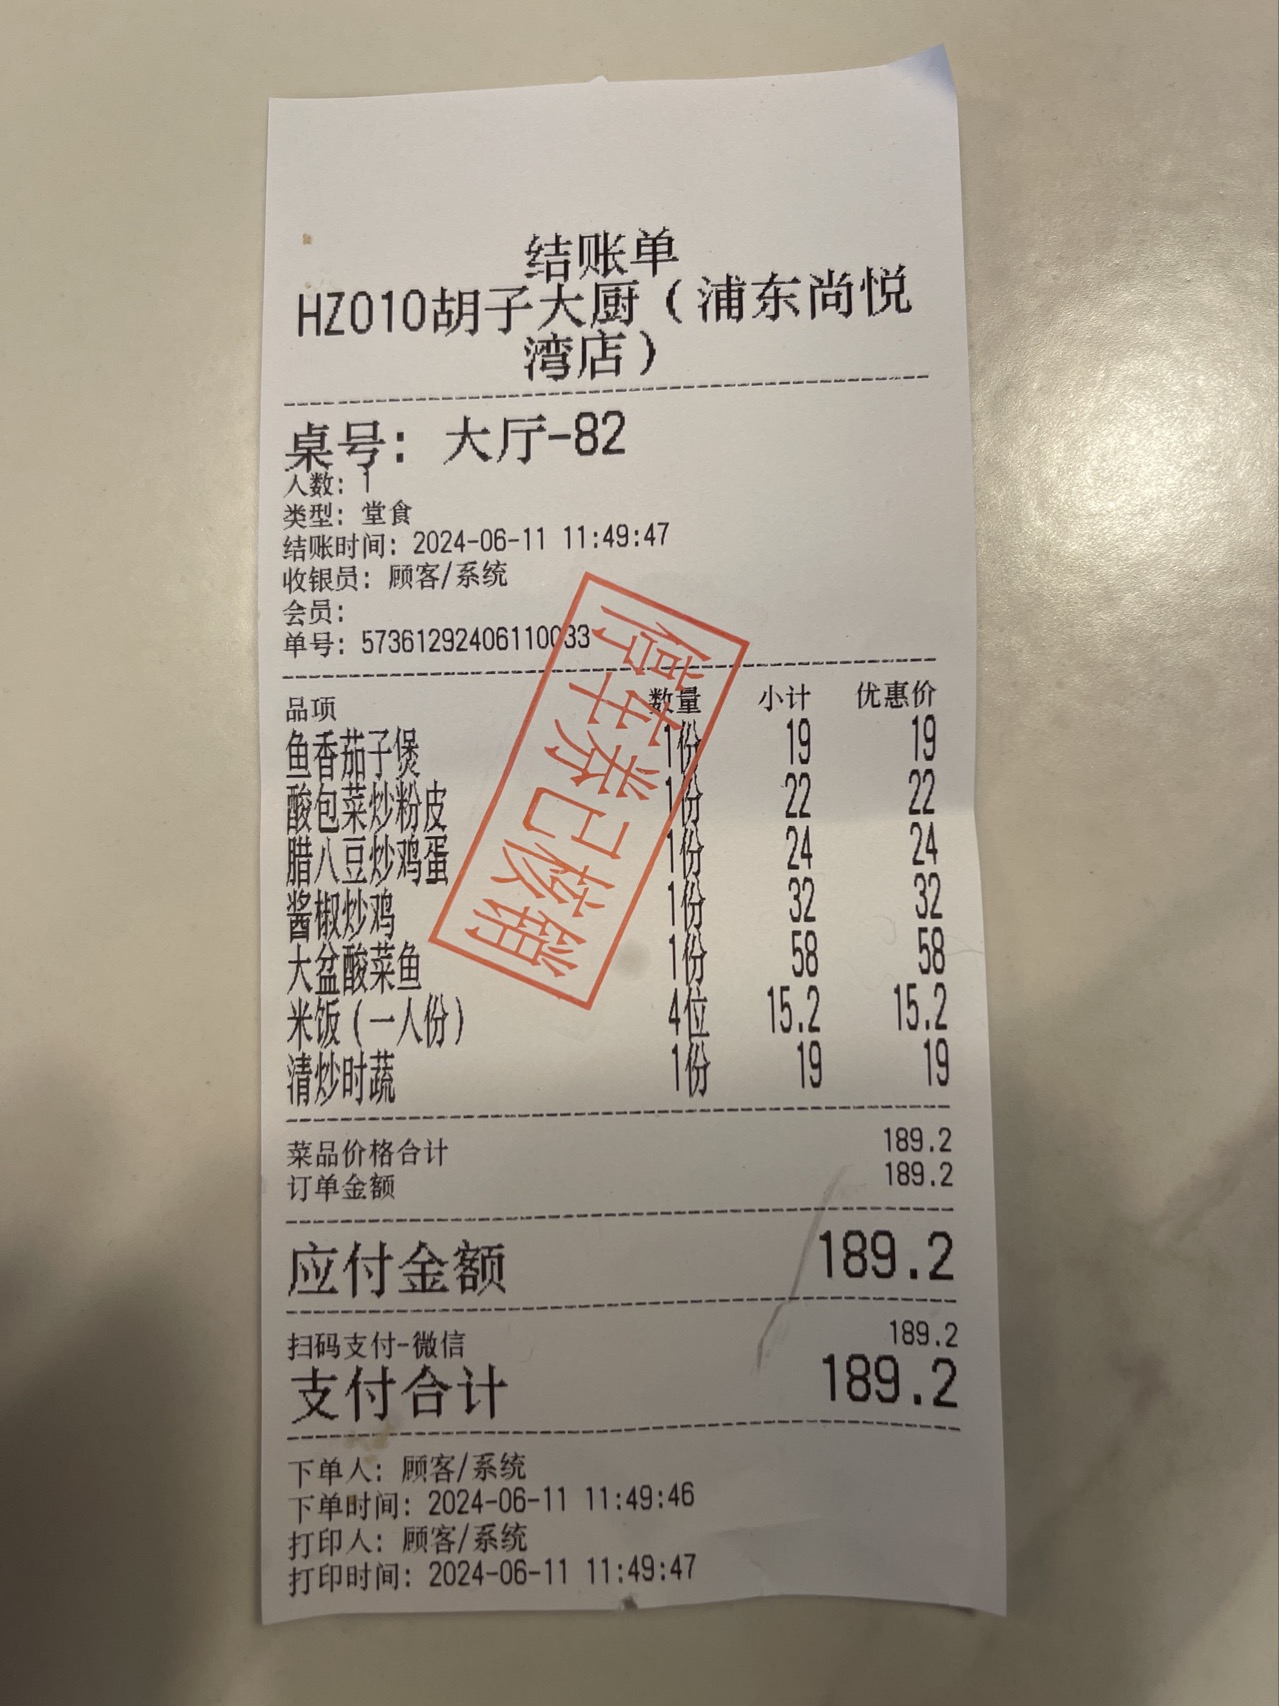 结账单
HZ010胡子大厨(浦东尚悦
湾店)
桌号: 大厅-82
人数: 1
类型: 堂食
结账时间: 2024-06-11 11:49:47
收银员: 顾客/系统
会员:
单号: 57361292406110033
品项 数量 小计 优惠价
鱼香茄子煲 1份 19 19
酸包菜炒粉皮 1份 22 22
腊八豆炒鸡蛋 1份 24 24
酱椒炒鸡 1份 32 32
大盆酸菜鱼 1份 58 58
米饭(一人份) 4位 15.2 15.2
清炒时蔬 1份 19 19
停车券已核销
菜品价格合计 189.2
订单金额 189.2
应付金额 189.2
扫码支付-微信 189.2
支付合计 189.2
下单人: 顾客/系统
下单时间: 2024-06-11 11:49:46
打印人: 顾客/系统
打印时间: 2024-06-11 11:49:47